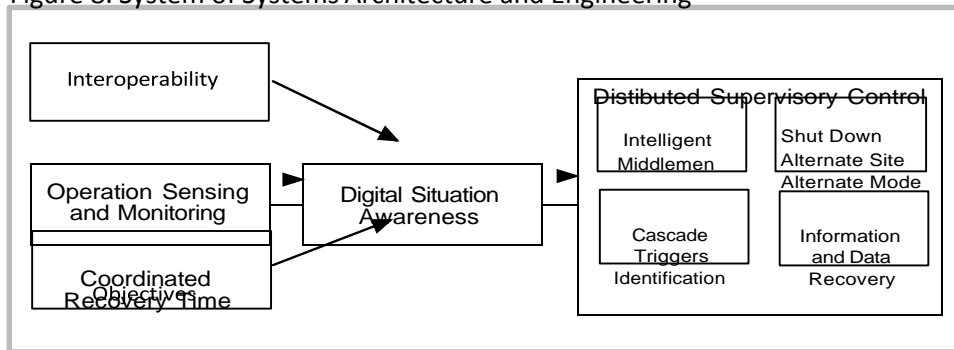 Figure 8. System of Systems Architecture and Engineering
Interoperability
Operation Sensing
and Monitoring
Coordinated
Recovery Time
Objectives
Digital Situation
Awareness
Distibuted Supervisory Control
Intelligent
Middlemen
Shut Down
Alternate Site
Alternate Mode
Cascade
Triggers
Identification
Information
and Data
Recovery